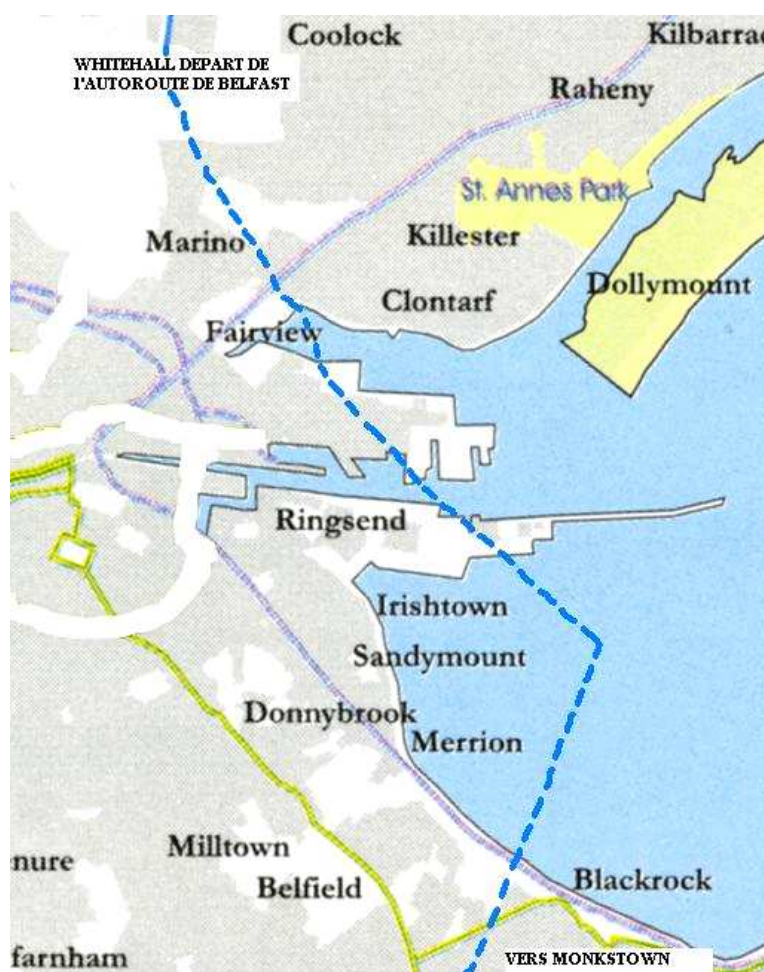 Coolock
Kilbarrac
WHITEHALL DEPART DE
l'AUTOROUTE DE BELFAST
Raheny
St. Annes Park
Killester
Marino
Dollymount
Clontarf
Fairview
Ringsend
Irishtown
Sandymount
Donnybrook
Merrion
Milltown
nure
Blackrock
Belfield
farnham
VERS MONKSTOWN